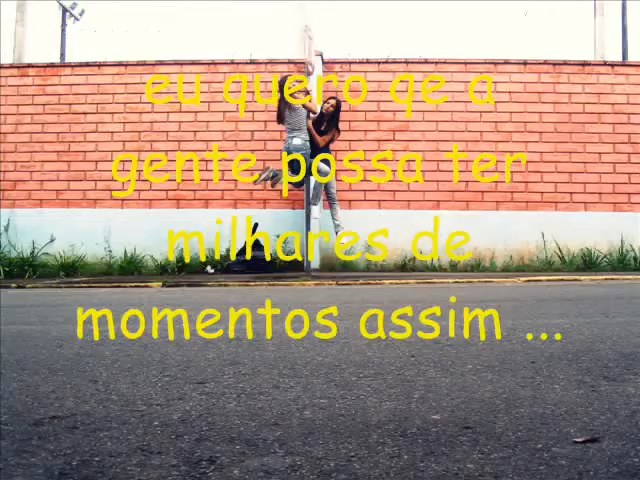 eu quero qe a
gente possa ter
milhares de
momentos assim ...